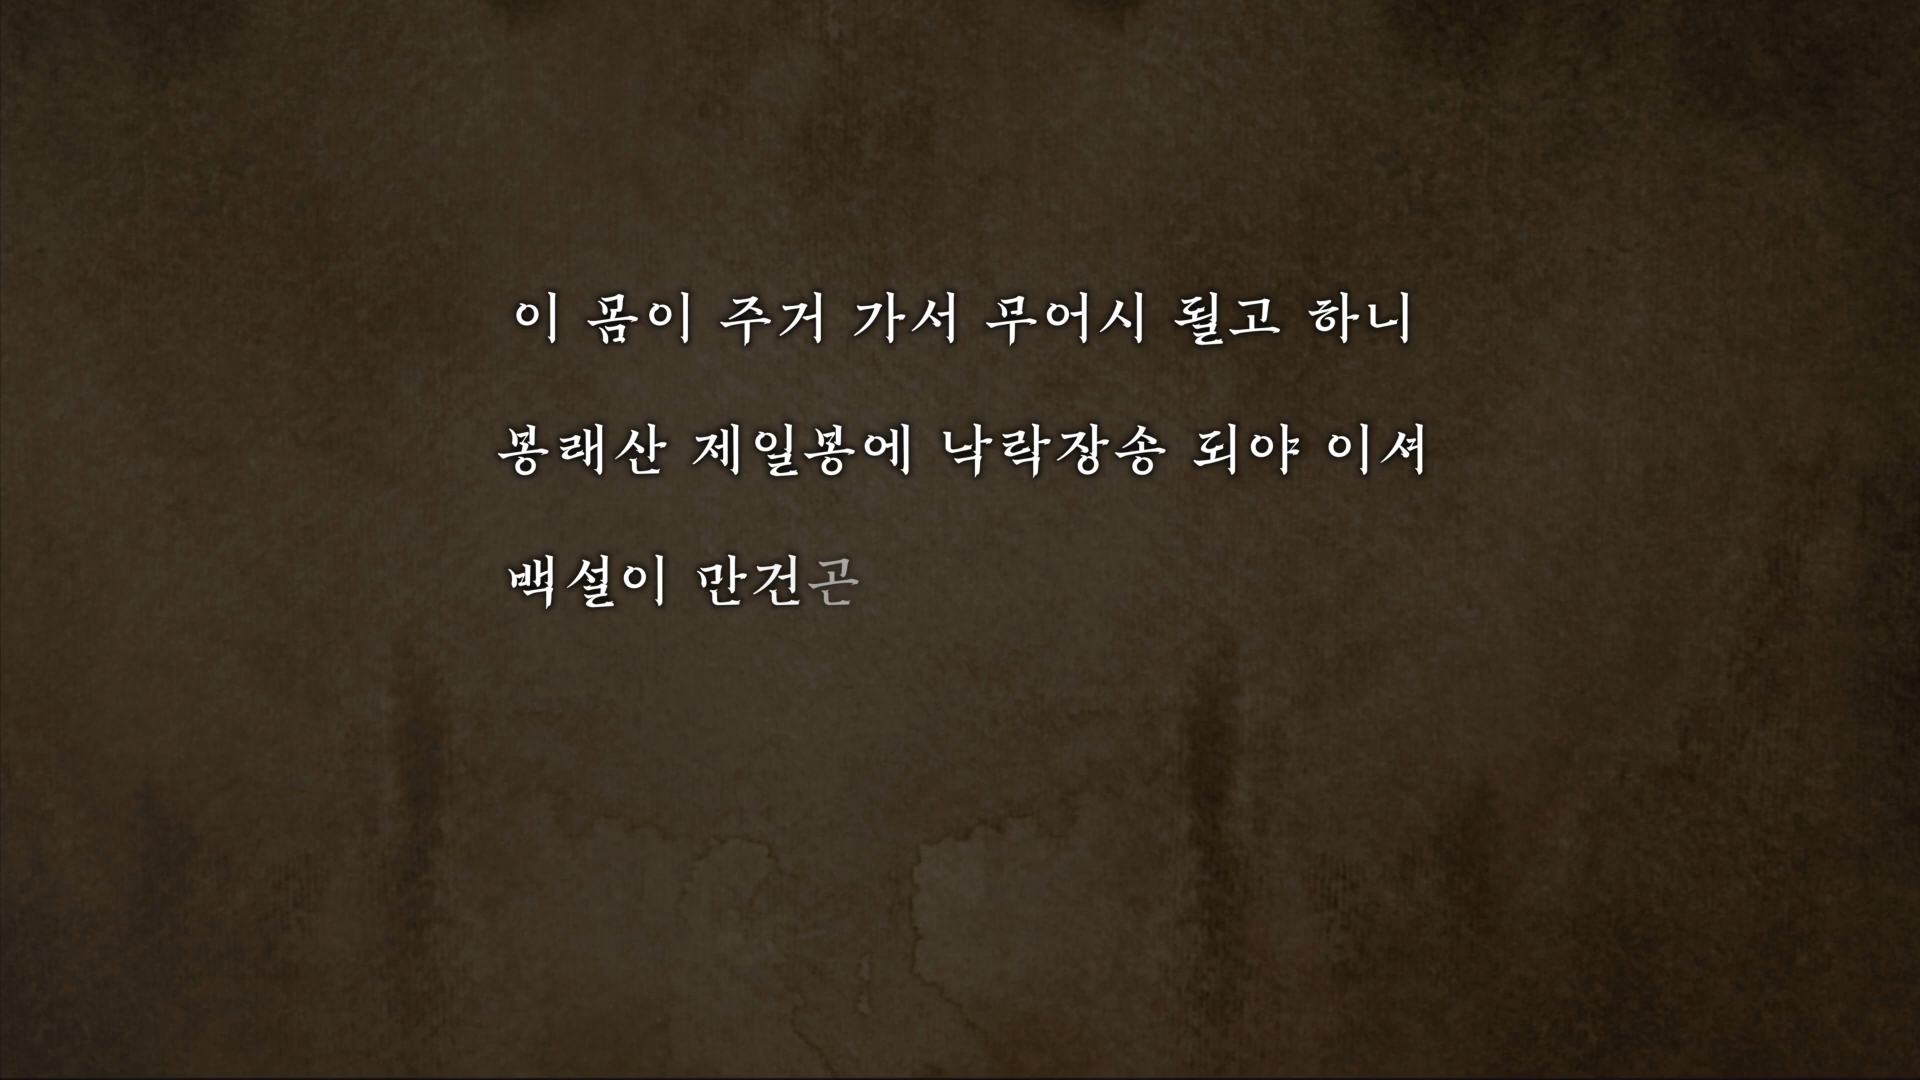 이 몸이 주거 가서 무어시 될고 하니
봉래산 제일봉에 낙락장송 되야 이셔
백설이 만건곤